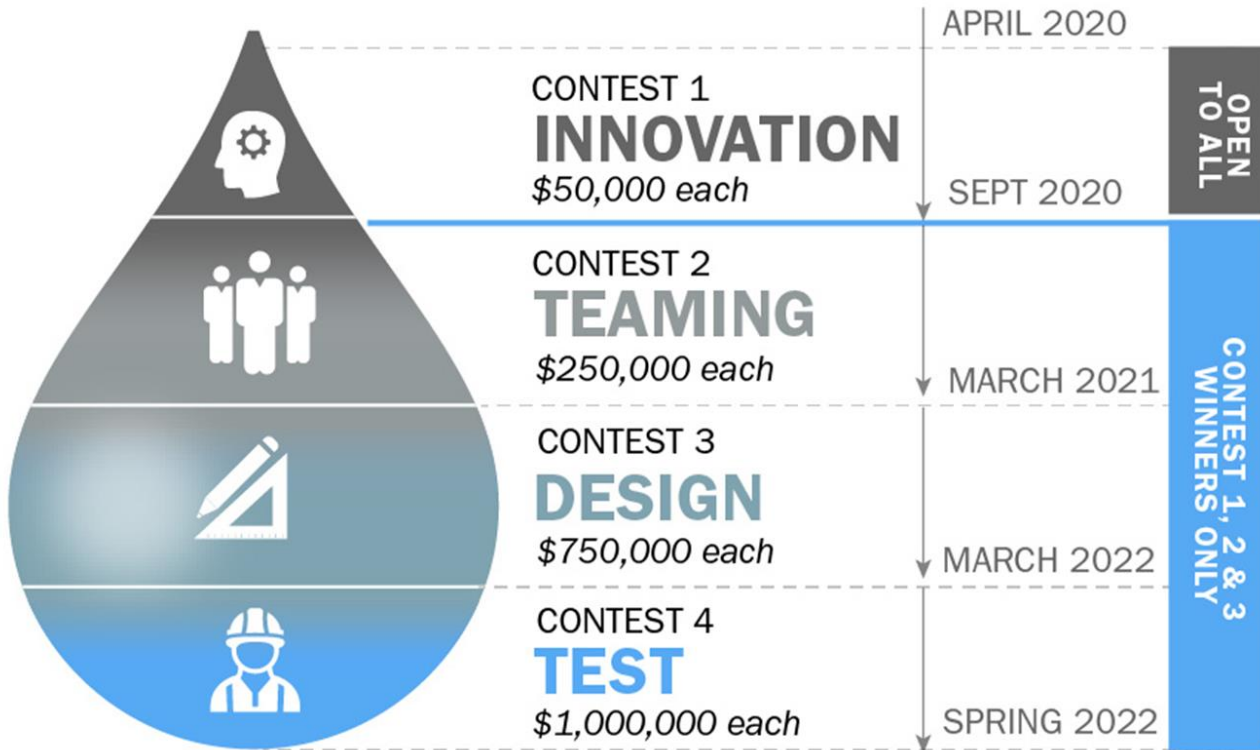 APRIL 2020
OPEN
TO ALL
CONTEST 1
INNOVATION
$50,000 each
SEPT 2020
CONTEST 2
TEAMING
$250,000 each
MARCH 2021
CONTEST 1, 2 & 3
WINNERS ONLY
CONTEST 3
DESIGN
$750,000 each
MARCH 2022
CONTEST 4
TEST
$1,000,000 each
SPRING 2022